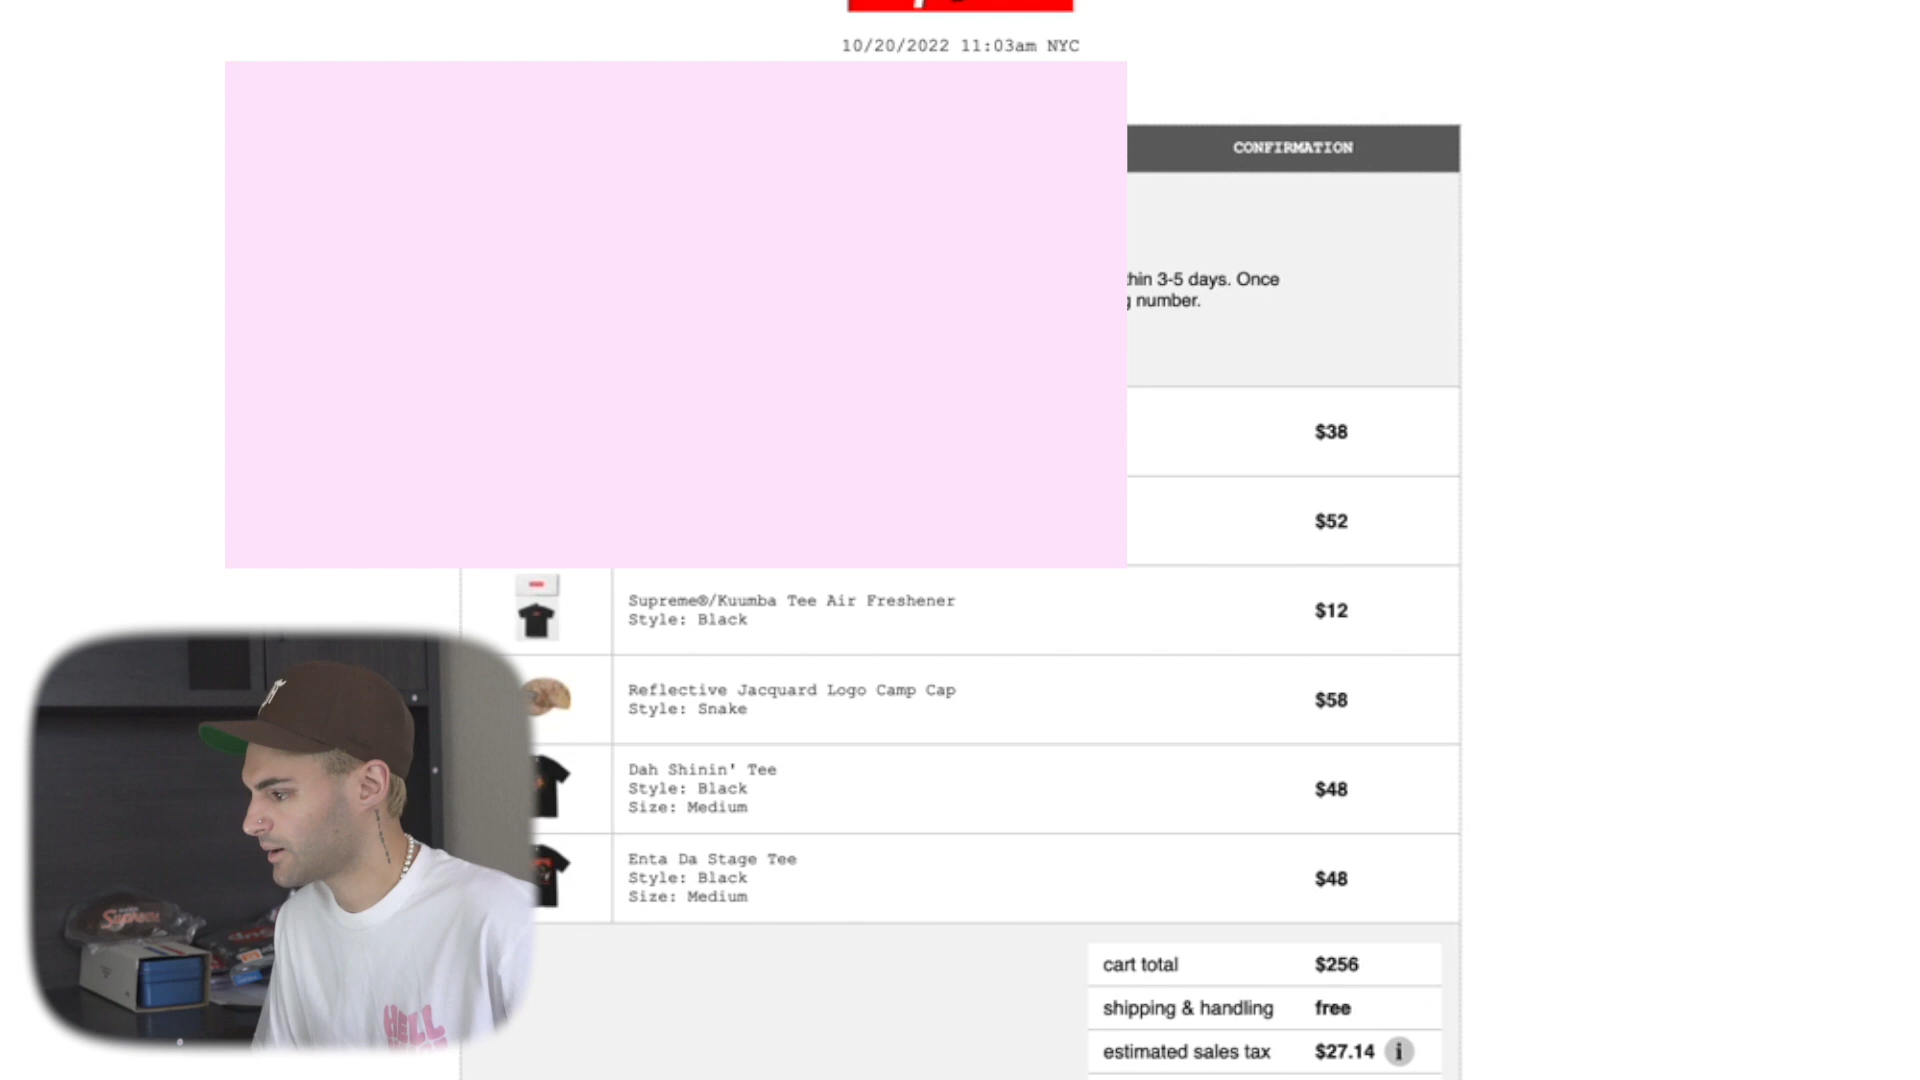 10/20/2022 11:03am NYC
CONFIRMATION
3-5 days. Once
number.
$38
$52
Supreme®/Kuumba Tee Air Freshener
Style: Black
$12
Reflective Jacquard Logo Camp Cap
Style: Snake
$58
Dah Shinin' Tee
Style: Black
Size: Medium
$48
Enta Da Stage Tee
Style: Black
Size: Medium
$48
cart total $256
shipping & handling free
estimated sales tax $27.14 i
Supreme
HELL